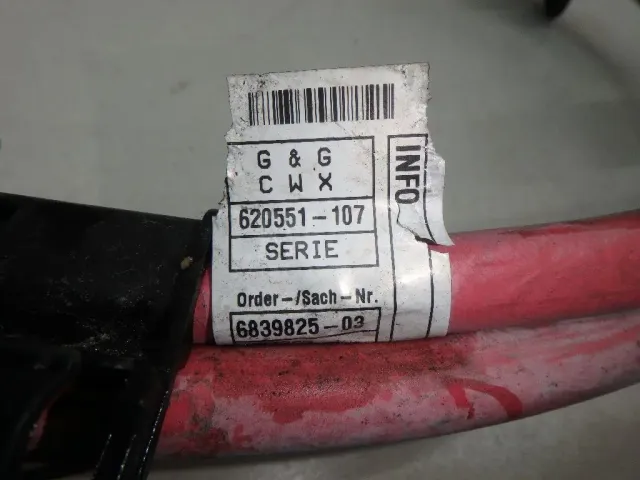 G & G
C W X
620551-107
SERIE
Order-/Sach-Nr.
6839825-03
INFO